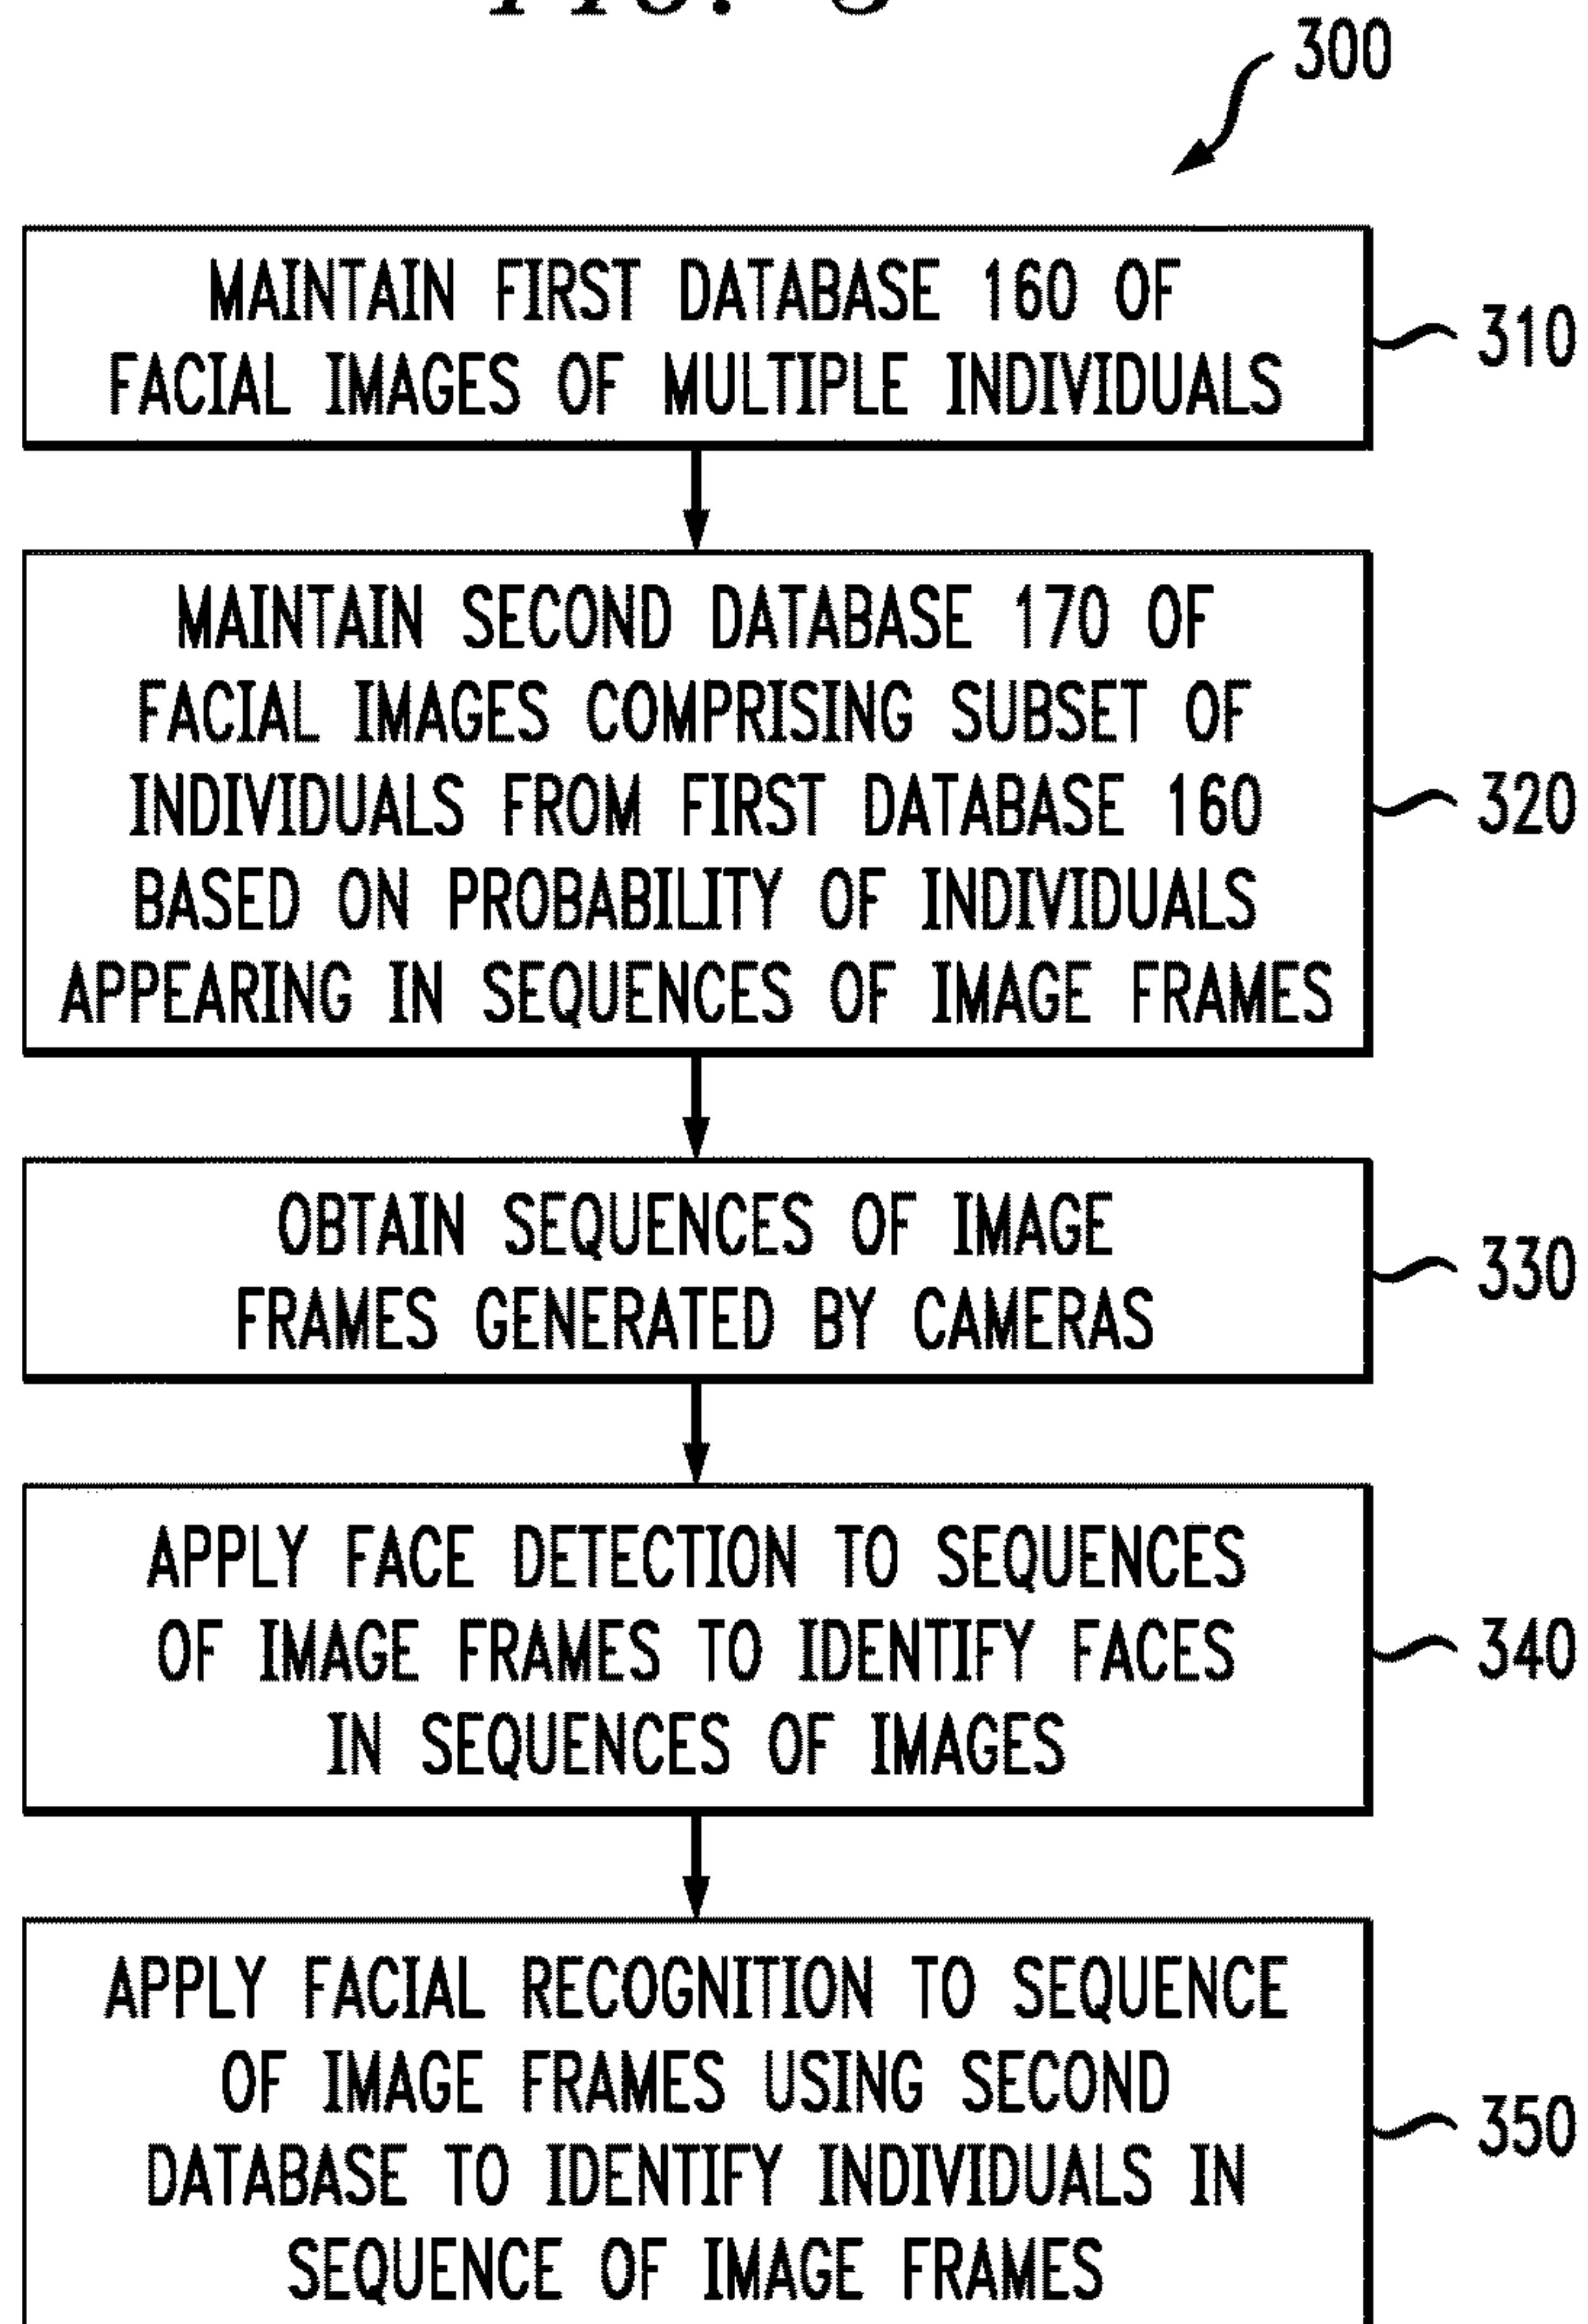 300
MAINTAIN FIRST DATABASE 160 OF
FACIAL IMAGES OF MULTIPLE INDIVIDUALS
310
MAINTAIN SECOND DATABASE 170 OF
FACIAL IMAGES COMPRISING SUBSET OF
INDIVIDUALS FROM FIRST DATABASE 160
BASED ON PROBABILITY OF INDIVIDUALS
APPEARING IN SEQUENCES OF IMAGE FRAMES
320
OBTAIN SEQUENCES OF IMAGE
FRAMES GENERATED BY CAMERAS
330
APPLY FACE DETECTION TO SEQUENCES
OF IMAGE FRAMES TO IDENTIFY FACES
IN SEQUENCES OF IMAGES
340
APPLY FACIAL RECOGNITION TO SEQUENCE
OF IMAGE FRAMES USING SECOND
DATABASE TO IDENTIFY INDIVIDUALS IN
SEQUENCE OF IMAGE FRAMES
350